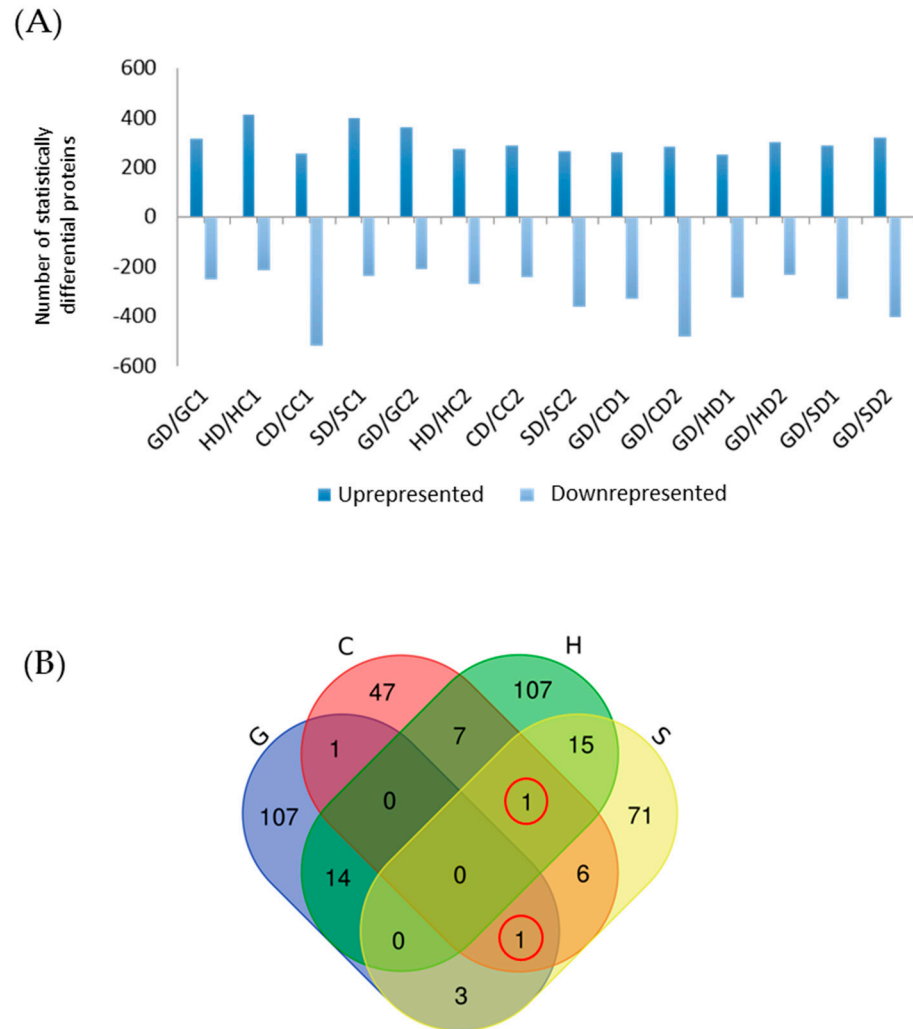 (A)
Number of statistically
differential proteins
600
400
200
0
-200
-400
-600
GD/GC1
HD/HC1
CD/CC1
SD/SC1
GD/GC2
HD/HC2
CD/CC2
SD/SC2
GD/CD1
GD/CD2
GD/HD1
GD/HD2
GD/SD1
GD/SD2
Uprepresented Downrepresented
(B)
C H
G S
47 107
1 7 15
107 0 1 71
14 0 6
0 1
3